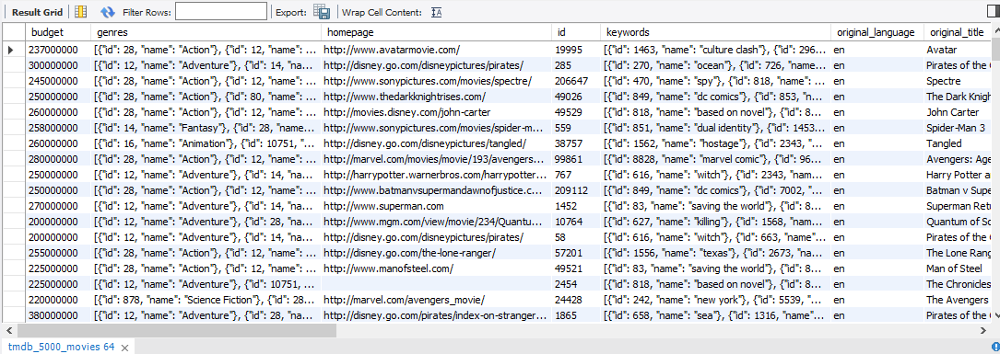 Result Grid Filter Rows: Export: Wrap Cell Content: IA
budget genres homepage id keywords original_language original_title
237000000 [{"id": 28, "name": "Action"}, {"id": 12, "name": ... http://www.avatarmovie.com/ 19995 [{"id": 1463, "name": "culture clash"}, {"id": 296... en Avatar
300000000 [{"id": 12, "name": "Adventure"}, {"id": 14, "na... http://disney.go.com/disneypictures/pirates/ 285 [{"id": 270, "name": "ocean"}, {"id": 726, "name... en Pirates of the C
245000000 [{"id": 28, "name": "Action"}, {"id": 12, "name": ... http://www.sonypictures.com/movies/spectre/ 206647 [{"id": 470, "name": "spy"}, {"id": 818, "name": ... en Spectre
250000000 [{"id": 28, "name": "Action"}, {"id": 80, "name": ... http://www.thedarkknightrises.com/ 49026 [{"id": 849, "name": "dc comics"}, {"id": 853, "n... en The Dark Knigh
260000000 [{"id": 28, "name": "Action"}, {"id": 12, "name": ... http://movies.disney.com/john-carter 49529 [{"id": 818, "name": "based on novel"}, {"id": 8... en John Carter
258000000 [{"id": 14, "name": "Fantasy"}, {"id": 28, "name... http://www.sonypictures.com/movies/spider-m... 559 [{"id": 851, "name": "dual identity"}, {"id": 1453... en Spider-Man 3
260000000 [{"id": 16, "name": "Animation"}, {"id": 10751, "... http://disney.go.com/disneypictures/tangled/ 38757 [{"id": 1562, "name": "hostage"}, {"id": 2343, ... en Tangled
280000000 [{"id": 28, "name": "Action"}, {"id": 12, "name": ... http://marvel.com/movies/movie/193/avengers... 99861 [{"id": 8828, "name": "marvel comic"}, {"id": 96... en Avengers: Age
250000000 [{"id": 12, "name": "Adventure"}, {"id": 14, "na... http://harrypotter.warnerbros.com/harrypotter... 767 [{"id": 616, "name": "witch"}, {"id": 2343, "nam... en Harry Potter a
250000000 [{"id": 28, "name": "Action"}, {"id": 12, "name": ... http://www.batmanvsupermandawnofjustice.c... 209112 [{"id": 849, "name": "dc comics"}, {"id": 7002, "... en Batman v Supe
270000000 [{"id": 12, "name": "Adventure"}, {"id": 14, "na... http://www.superman.com 1452 [{"id": 83, "name": "saving the world"}, {"id": 8... en Superman Retu
200000000 [{"id": 12, "name": "Adventure"}, {"id": 28, "na... http://www.mgm.com/view/movie/234/Quantu... 10764 [{"id": 627, "name": "killing"}, {"id": 1568, "nam... en Quantum of So
200000000 [{"id": 12, "name": "Adventure"}, {"id": 14, "na... http://disney.go.com/disneypictures/pirates/ 58 [{"id": 616, "name": "witch"}, {"id": 663, "name... en Pirates of the C
255000000 [{"id": 28, "name": "Action"}, {"id": 12, "name": ... http://disney.go.com/the-lone-ranger/ 57201 [{"id": 1556, "name": "texas"}, {"id": 2673, "na... en The Lone Rang
225000000 [{"id": 28, "name": "Action"}, {"id": 12, "name": ... http://www.manofsteel.com/ 49521 [{"id": 83, "name": "saving the world"}, {"id": 8... en Man of Steel
225000000 [{"id": 12, "name": "Adventure"}, {"id": 10751, ... 2454 [{"id": 818, "name": "based on novel"}, {"id": 8... en The Chronicles
220000000 [{"id": 878, "name": "Science Fiction"}, {"id": 28... http://marvel.com/avengers_movie/ 24428 [{"id": 242, "name": "new york"}, {"id": 5539, ... en The Avengers
380000000 [{"id": 12, "name": "Adventure"}, {"id": 28, "na... http://disney.go.com/pirates/index-on-stranger... 1865 [{"id": 658, "name": "sea"}, {"id": 1316, "name"... en Pirates of the C
tmdb_5000_movies 64